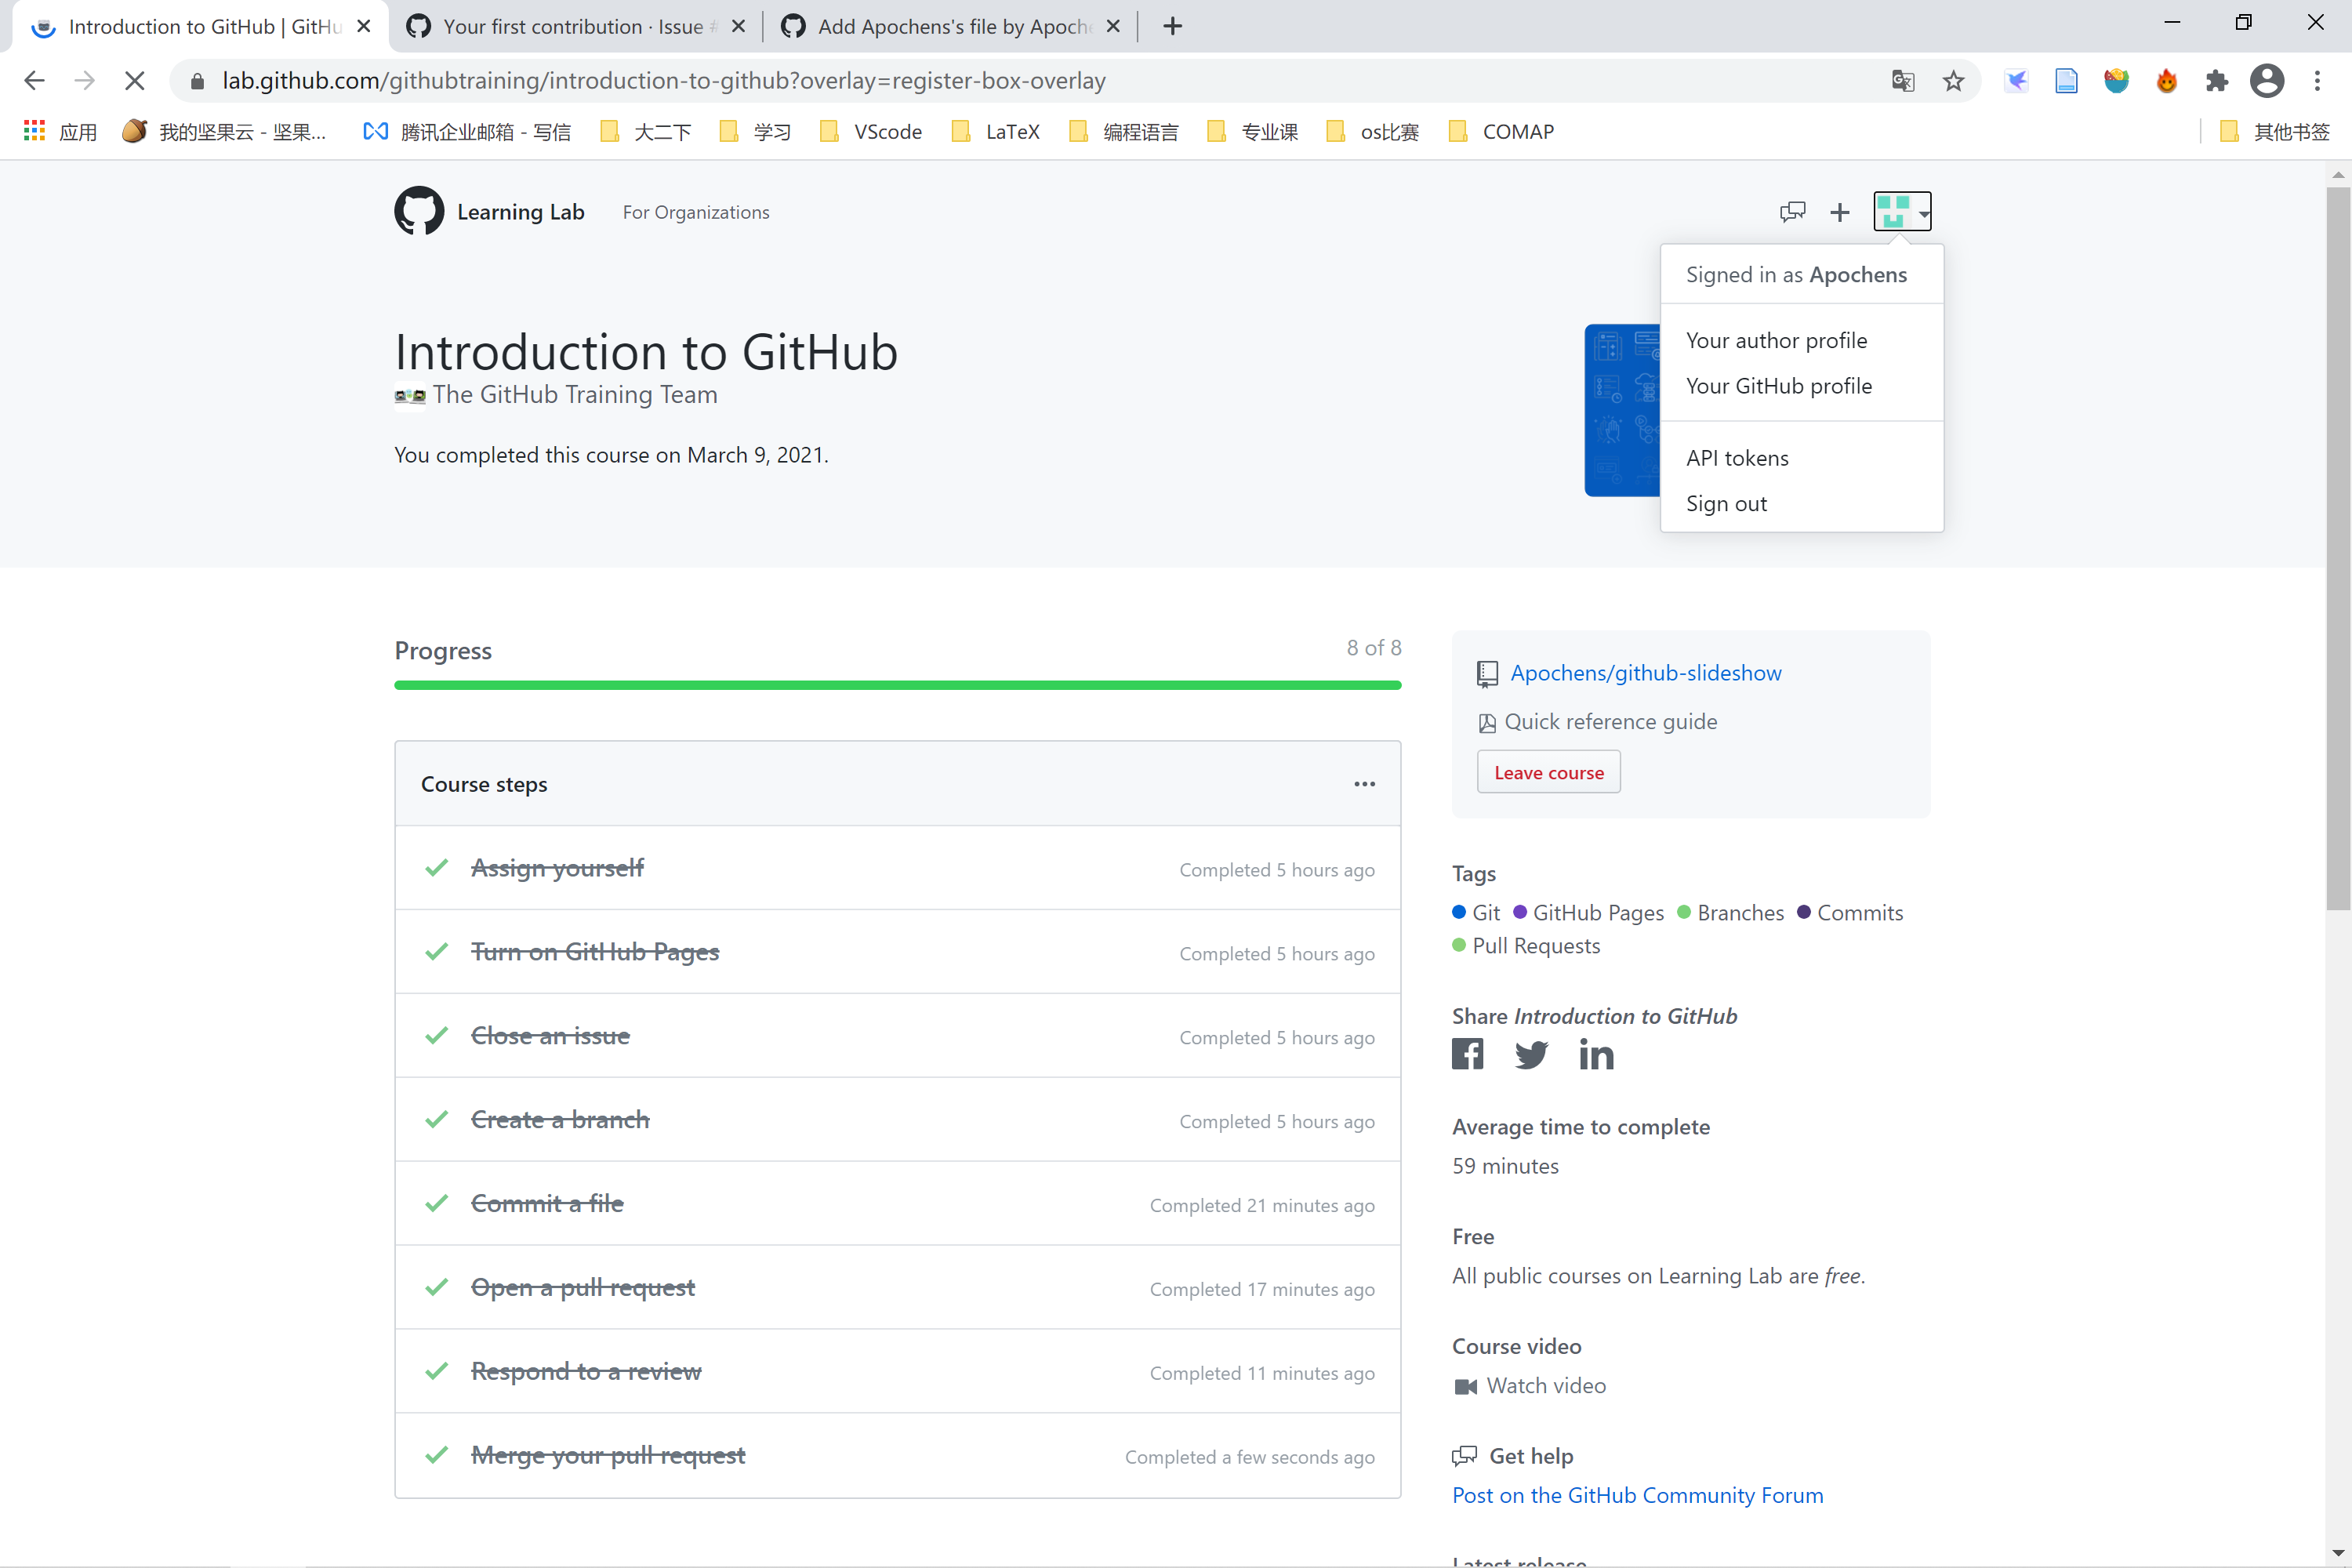 Introduction to GitHub | GitHu
Your first contribution · Issue #
Add Apochens's file by Apoche
lab.github.com/githubtraining/introduction-to-github?overlay=register-box-overlay
应用
我的坚果云 - 坚果...
腾讯企业邮箱 - 写信
大二下
学习
VScode
LaTeX
编程语言
专业课
os比赛
COMAP
其他书签
Learning Lab
For Organizations
Signed in as Apochens
Your author profile
Your GitHub profile
API tokens
Sign out
Introduction to GitHub
The GitHub Training Team
You completed this course on March 9, 2021.
Progress
8 of 8
Course steps
Assign yourself
Completed 5 hours ago
Turn on GitHub Pages
Completed 5 hours ago
Close an issue
Completed 5 hours ago
Create a branch
Completed 5 hours ago
Commit a file
Completed 21 minutes ago
Open a pull request
Completed 17 minutes ago
Respond to a review
Completed 11 minutes ago
Merge your pull request
Completed a few seconds ago
Apochens/github-slideshow
Quick reference guide
Leave course
Tags
Git GitHub Pages Branches Commits
Pull Requests
Share Introduction to GitHub
Average time to complete
59 minutes
Free
All public courses on Learning Lab are free.
Course video
Watch video
Get help
Post on the GitHub Community Forum
Latest release